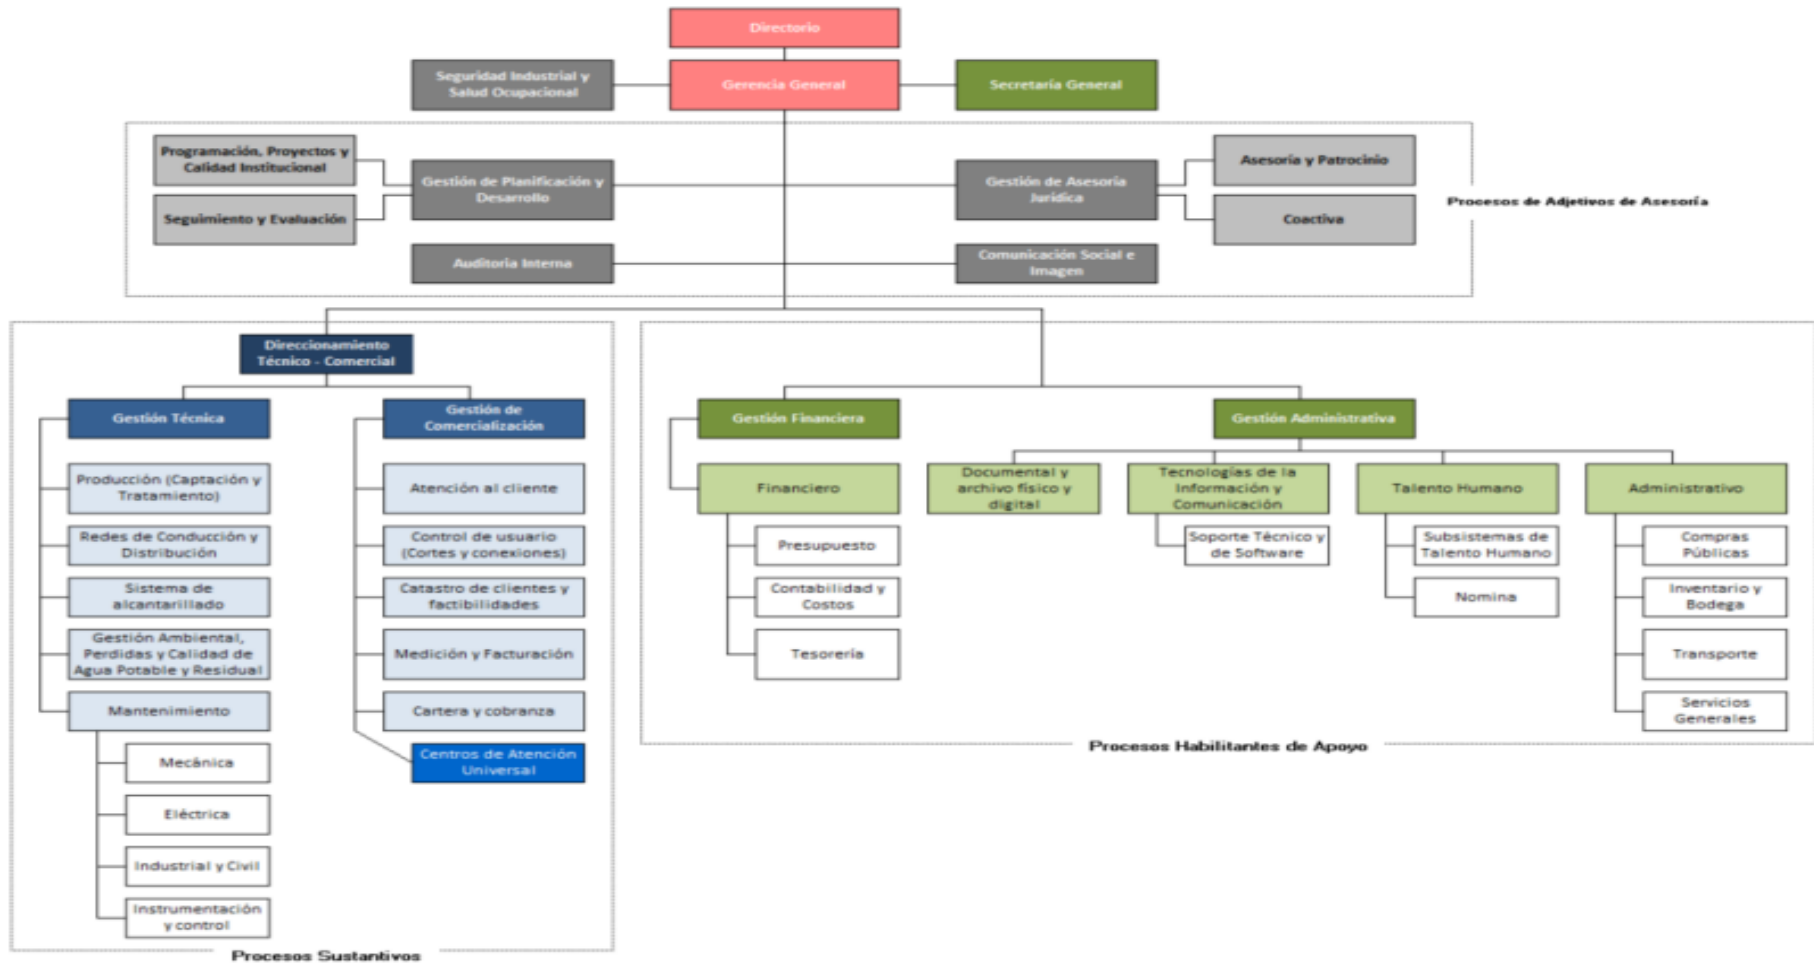 Directorio
Seguridad Industrial y
Salud Ocupacional
Gerencia General
Secretaría General
Programación, Proyectos y
Calidad Institucional
Seguimiento y Evaluación
Gestión de Planificación y
Desarrollo
Gestión de Asesoria
Jurídica
Asesoria y Patrocinio
Coactiva
Procesos de Adjetivos de Asesoría
Auditoria Interna
Comunicación Social e
Imagen
Direccionamiento
Técnico - Comercial
Gestión Técnica
Producción (Captación y
Tratamiento)
Redes de Conducción y
Distribución
Sistema de
alcantarillado
Gestión Ambiental,
Perdidas y Calidad de
Agua Potable y Residual
Mantenimiento
Mecánica
Eléctrica
Industrial y Civil
Instrumentación
y control
Gestión de
Comercialización
Atención al cliente
Control de usuario
(Cortes y conexiones)
Catastro de clientes y
factibilidades
Medición y Facturación
Cartera y cobranza
Centros de Atención
Universal
Procesos Sustantivos
Gestión Financiera
Financiero
Presupuesto
Contabilidad y
Costos
Tesorería
Gestión Administrativa
Documental y
archivo físico y
digital
Tecnologías de la
Información y
Comunicación
Soporte Técnico y
de Software
Talento Humano
Subsistemas de
Talento Humano
Nomina
Administrativo
Compras
Públicas
Inventario y
Bodega
Transporte
Servicios
Generales
Procesos Habilitantes de Apoyo